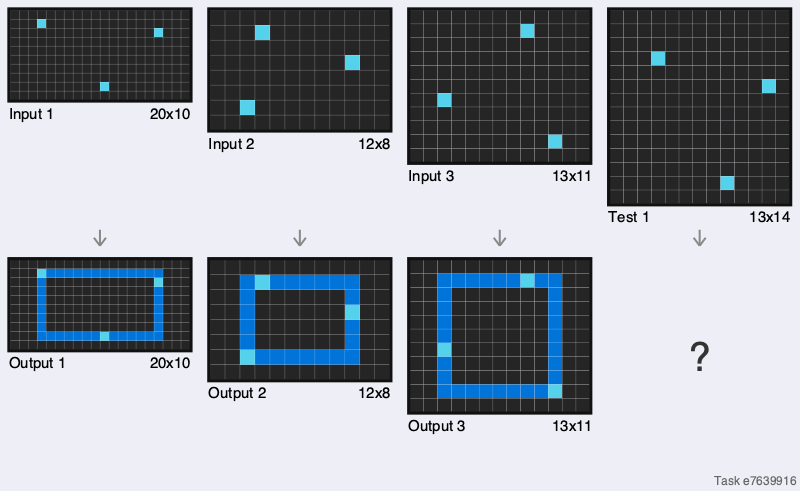 Input 1 20x10
Input 2 12x8
Input 3 13x11
Test 1 13x14
Output 1 20x10
Output 2 12x8
Output 3 13x11
?
Task e7639916